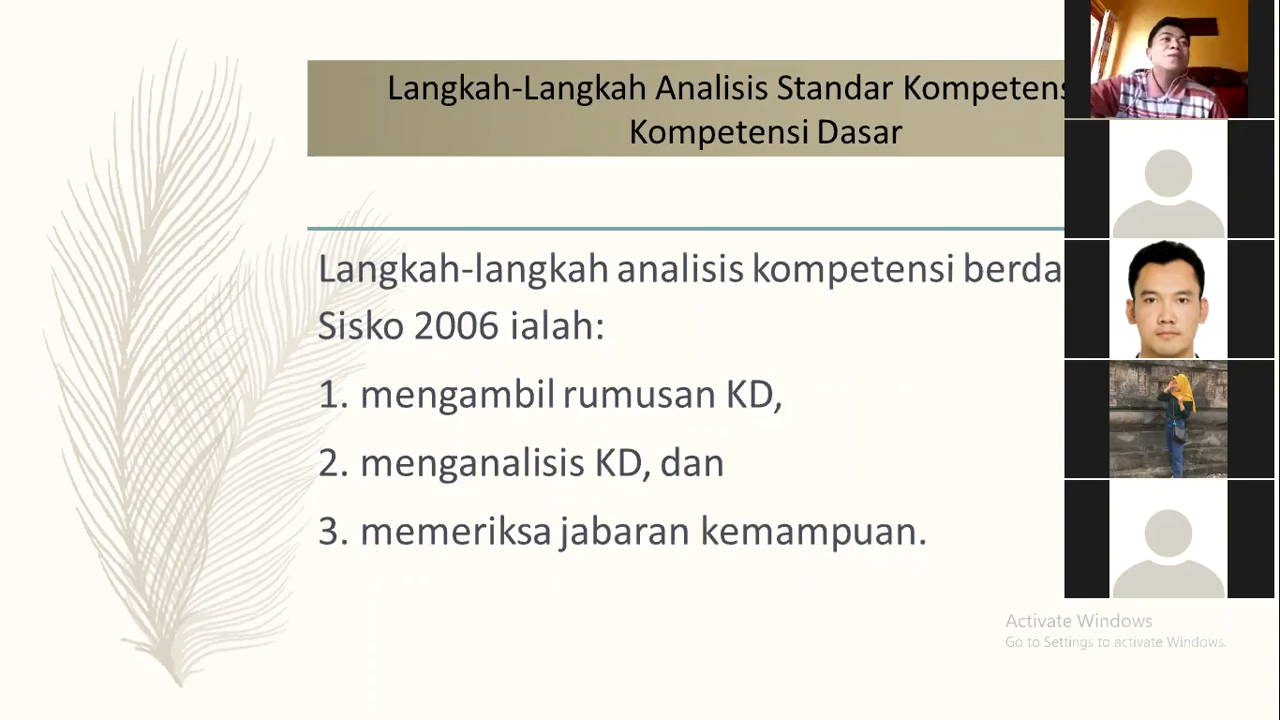 Langkah-Langkah Analisis Standar Kompetens
Kompetensi Dasar
Langkah-langkah analisis kompetensi berda
Sisko 2006 ialah:
1. mengambil rumusan KD,
2. menganalisis KD, dan
3. memeriksa jabaran kemampuan.
Activate Windows
Go to Settings to activate Windows.